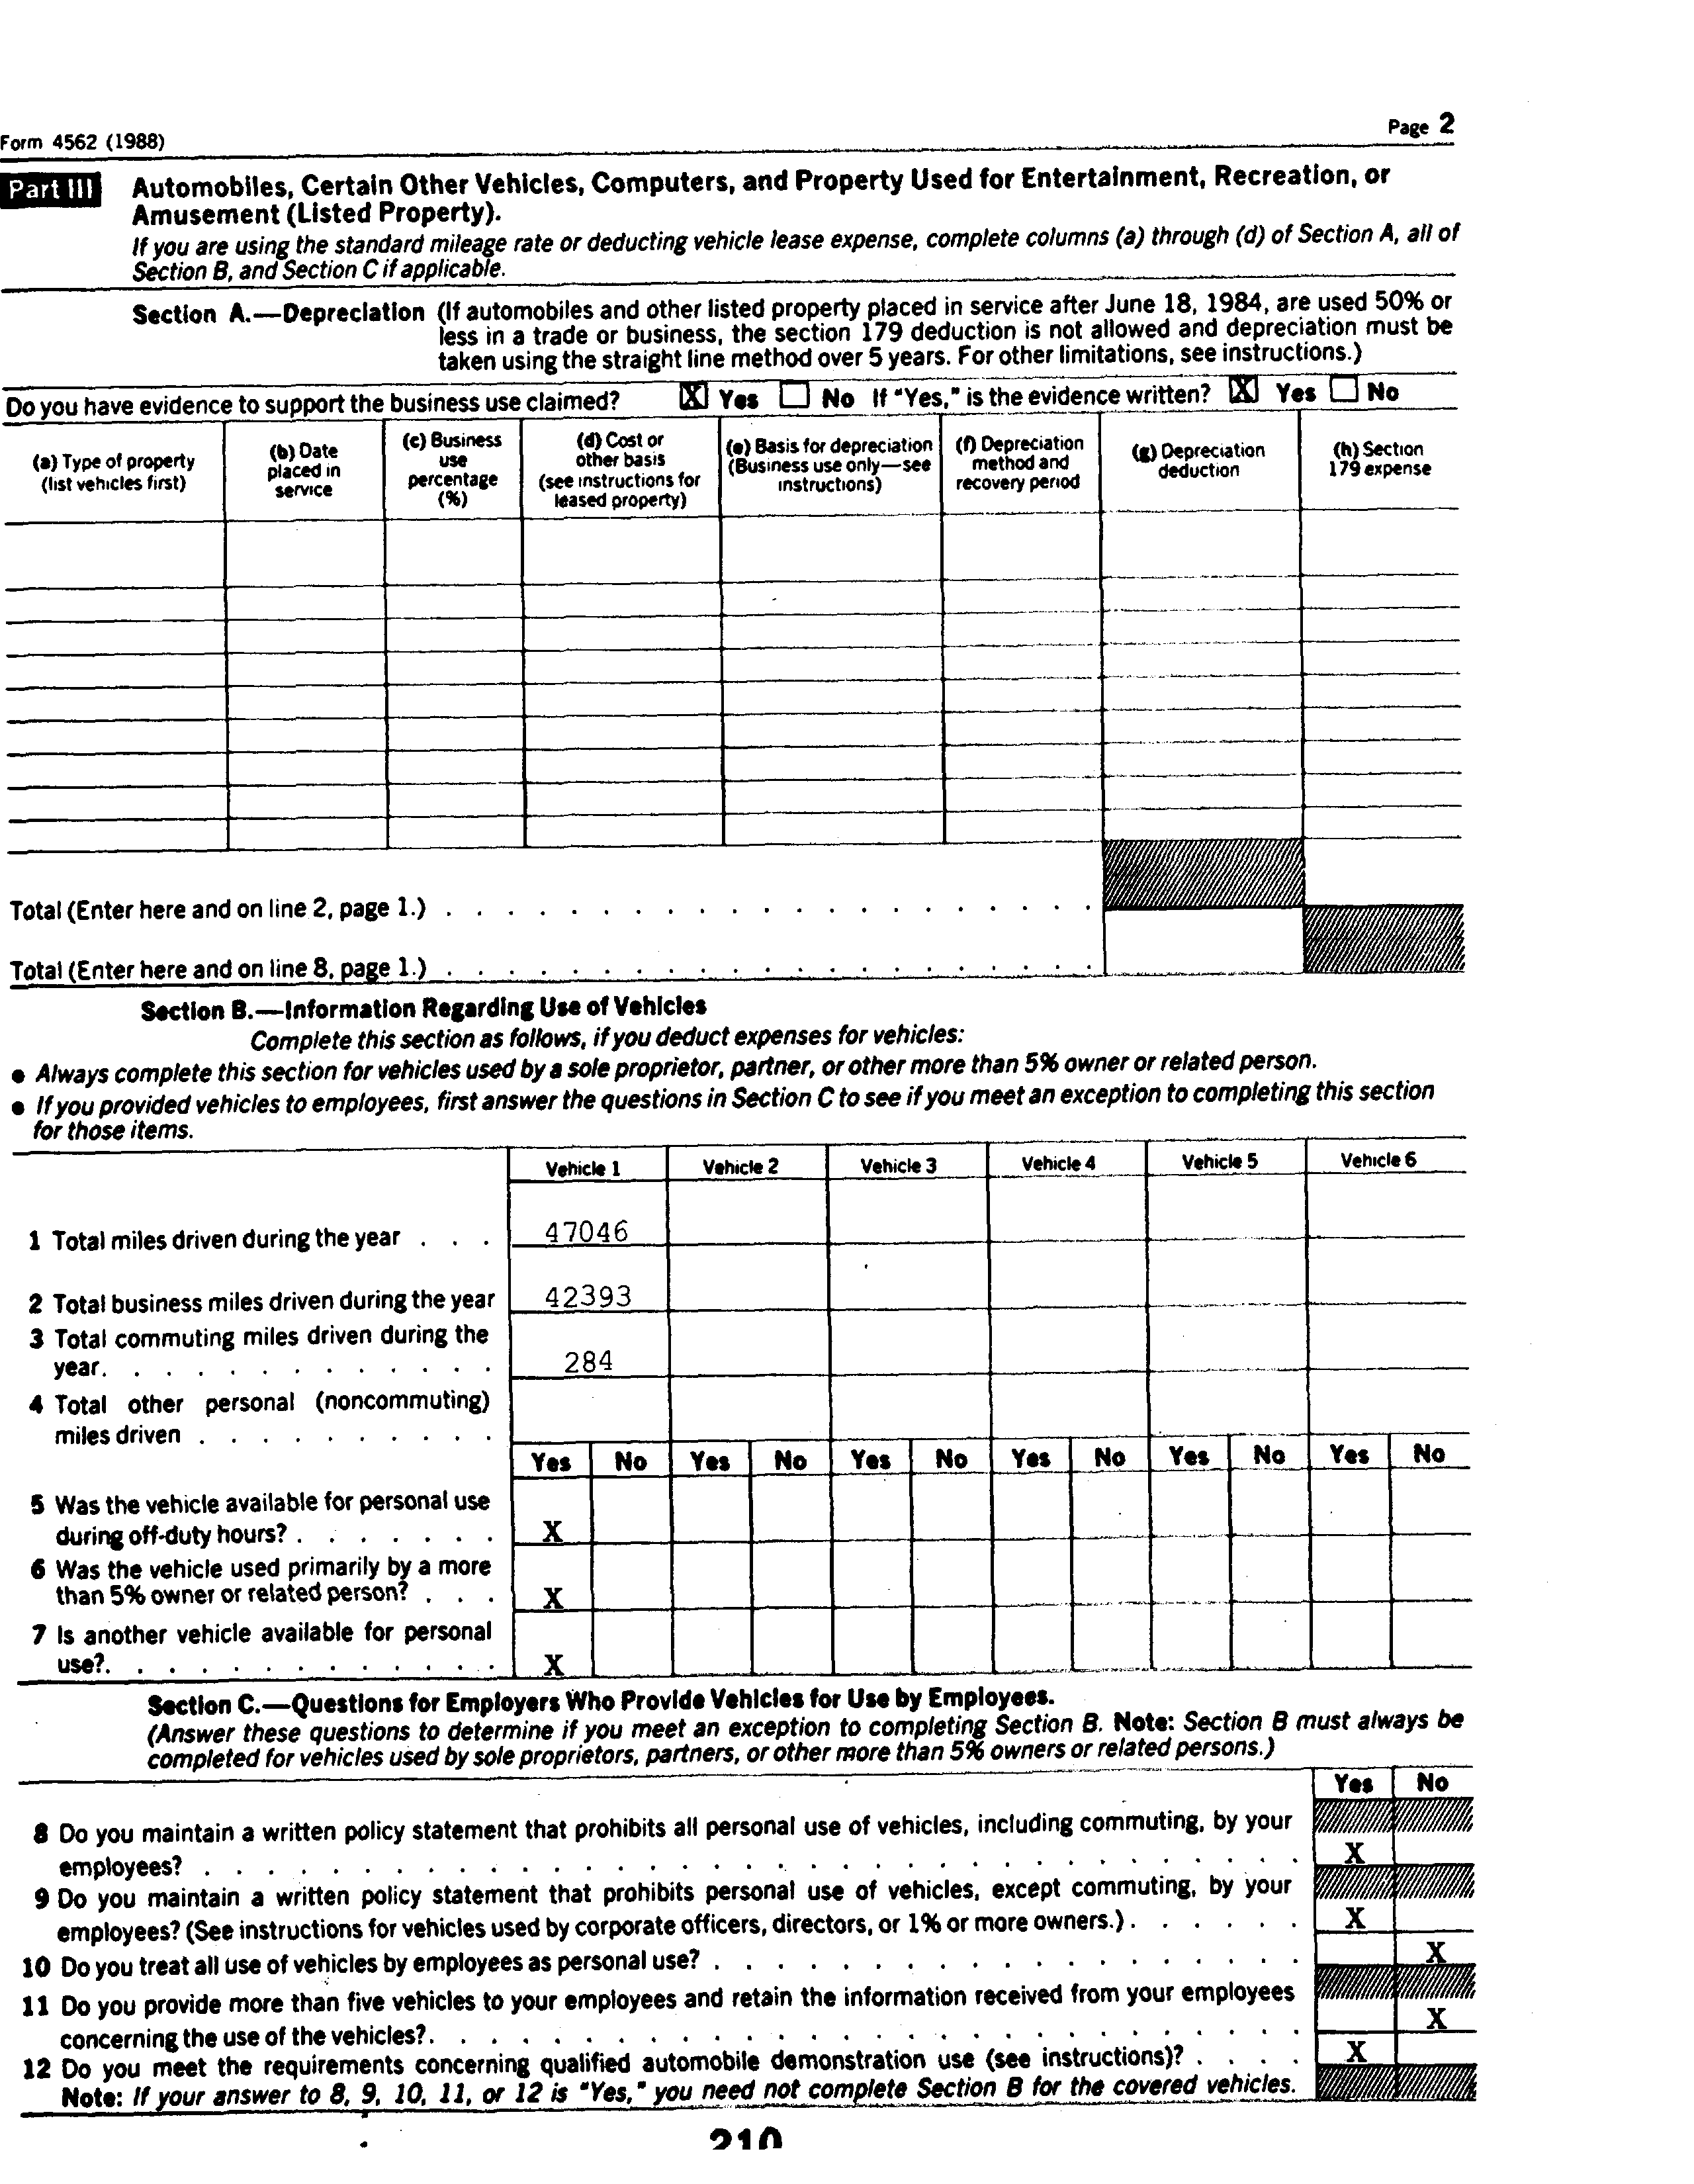 Form 4562 (1988)
Page 2
Part III Automobiles, Certain Other Vehicles, Computers, and Property Used for Entertainment, Recreation, or
Amusement (Listed Property).
If you are using the standard mileage rate or deducting vehicle lease expense, complete columns (a) through (d) of Section A, all of
Section B, and Section C if applicable.
Section A.—Depreciation (If automobiles and other listed property placed in service after June 18, 1984, are used 50% or
less in a trade or business, the section 179 deduction is not allowed and depreciation must be
taken using the straight line method over 5 years. For other limitations, see instructions.)
Do you have evidence to support the business use claimed? X Yes No If "Yes," is the evidence written? X Yes No
(a) Type of property
(list vehicles first)
(b) Date
placed in
service
(c) Business
use
percentage
(%)
(d) Cost or
other basis
(see instructions for
leased property)
(e) Basis for depreciation
(Business use only—see
instructions)
(f) Depreciation
method and
recovery period
(g) Depreciation
deduction
(h) Section
179 expense
Total (Enter here and on line 2, page 1.) . . . . . . . . . . . . . . . . . . . . .
Total (Enter here and on line 8, page 1.) . . . . . . . . . . . . . . . . . . . . .
Section B.—Information Regarding Use of Vehicles
Complete this section as follows, if you deduct expenses for vehicles:
● Always complete this section for vehicles used by a sole proprietor, partner, or other more than 5% owner or related person.
● If you provided vehicles to employees, first answer the questions in Section C to see if you meet an exception to completing this section
for those items.
Vehicle 1 Vehicle 2 Vehicle 3 Vehicle 4 Vehicle 5 Vehicle 6
1 Total miles driven during the year . . . 47046
2 Total business miles driven during the year 42393
3 Total commuting miles driven during the
year. . . . . . . . . . . . . 284
4 Total other personal (noncommuting)
miles driven . . . . . . . . . .
Yes No Yes No Yes No Yes No Yes No Yes No
5 Was the vehicle available for personal use
during off-duty hours? . . . . . . . X
6 Was the vehicle used primarily by a more
than 5% owner or related person? . . . X
7 Is another vehicle available for personal
use?. . . . . . . . . . . . . X
Section C.—Questions for Employers Who Provide Vehicles for Use by Employees.
(Answer these questions to determine if you meet an exception to completing Section B. Note: Section B must always be
completed for vehicles used by sole proprietors, partners, or other more than 5% owners or related persons.)
Yes No
8 Do you maintain a written policy statement that prohibits all personal use of vehicles, including commuting, by your
employees? . . . . . . . . . . . . . . . . . . . . . . . . . . . . . . . . . . . X
9 Do you maintain a written policy statement that prohibits personal use of vehicles, except commuting, by your
employees? (See instructions for vehicles used by corporate officers, directors, or 1% or more owners.) . . . . . . X
10 Do you treat all use of vehicles by employees as personal use? . . . . . . . . . . . . . . . . . . . X
11 Do you provide more than five vehicles to your employees and retain the information received from your employees
concerning the use of the vehicles?. . . . . . . . . . . . . . . . . . . . . . . . . . . . X
12 Do you meet the requirements concerning qualified automobile demonstration use (see instructions)? . . . . X
Note: If your answer to 8, 9, 10, 11, or 12 is "Yes," you need not complete Section B for the covered vehicles.
210